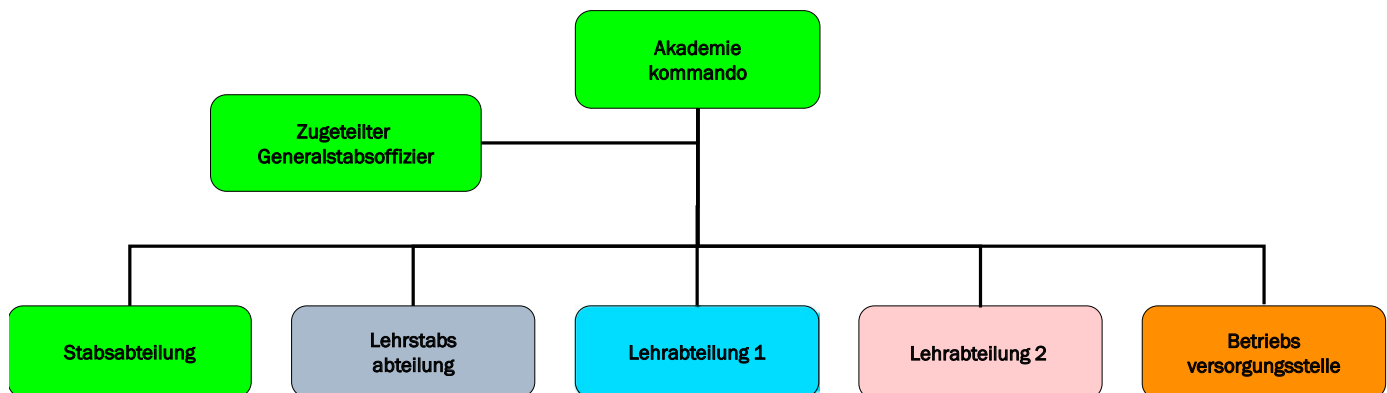 Akademie
kommando
Zugeteilter
Generalstabsoffizier
Stabsabteilung
Lehrstabs
abteilung
Lehrabteilung 1
Lehrabteilung 2
Betriebs
versorgungsstelle